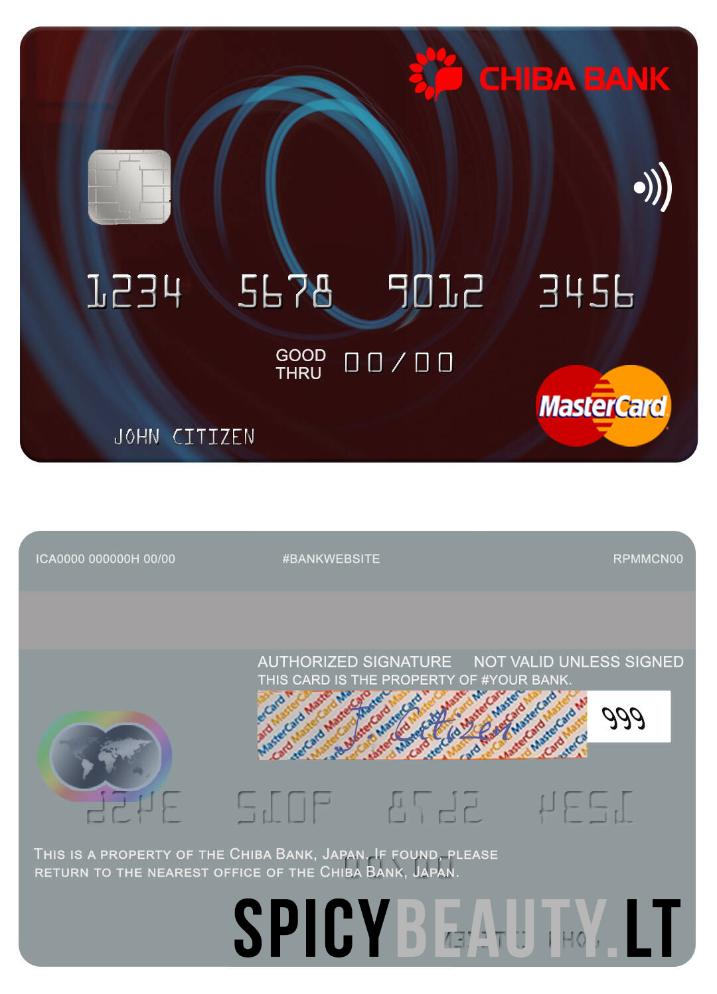 CHIBA BANK
1234 5678 9012 3456
GOOD THRU 00/00
MasterCard
JOHN CITIZEN
ICA0000 000000H 00/00 #BANKWEBSITE RPMMCN00
AUTHORIZED SIGNATURE NOT VALID UNLESS SIGNED
THIS CARD IS THE PROPERTY OF #YOUR BANK.
J. Citizen 999
THIS IS A PROPERTY OF THE CHIBA BANK, JAPAN. IF FOUND, PLEASE
RETURN TO THE NEAREST OFFICE OF THE CHIBA BANK, JAPAN.
SPICYBEAUTY.LT